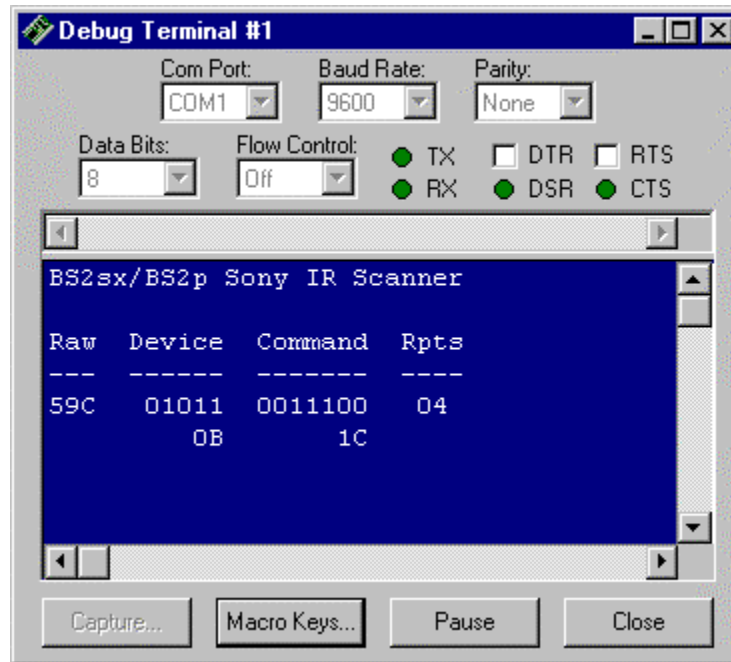 Debug Terminal #1
Com Port: Baud Rate: Parity:
COM1 9600 None
Data Bits: Flow Control: TX DTR RTS
8 Off RX DSR CTS
BS2sx/BS2p Sony IR Scanner
Raw Device Command Rpts
--- ------ ------- ----
59C 01011 0011100 04
0B 1C
Capture... Macro Keys... Pause Close